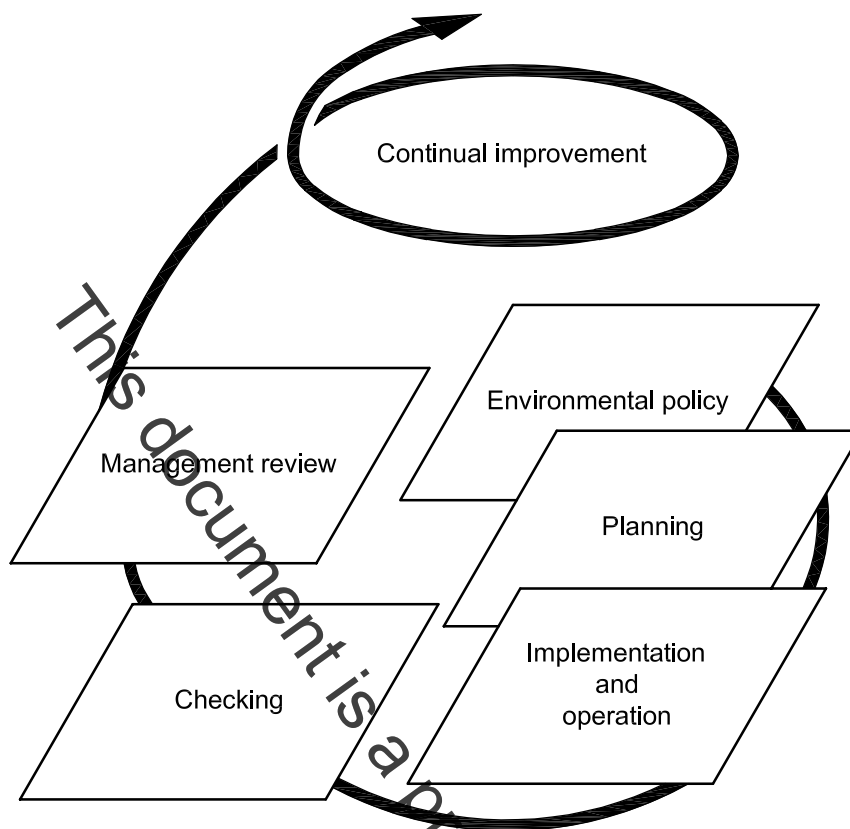 Continual improvement
Environmental policy
Management review
Planning
Implementation
and
operation
Checking
This document is a